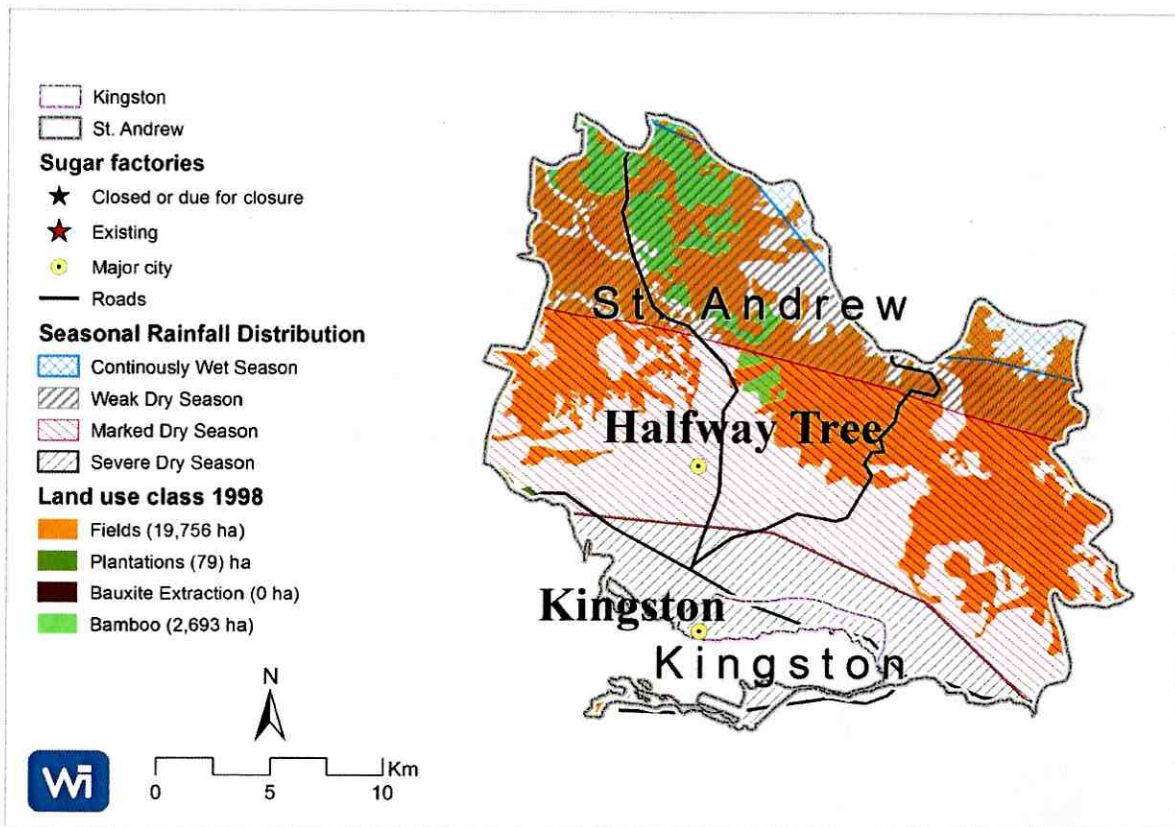 Kingston
St. Andrew
Sugar factories
Closed or due for closure
Existing
Major city
Roads
Seasonal Rainfall Distribution
Continously Wet Season
Weak Dry Season
Marked Dry Season
Severe Dry Season
Land use class 1998
Fields (19,756 ha)
Plantations (79) ha
Bauxite Extraction (0 ha)
Bamboo (2,693 ha)
N
Km
0 5 10
Wi
St. Andrew
Halfway Tree
Kingston
Kingston